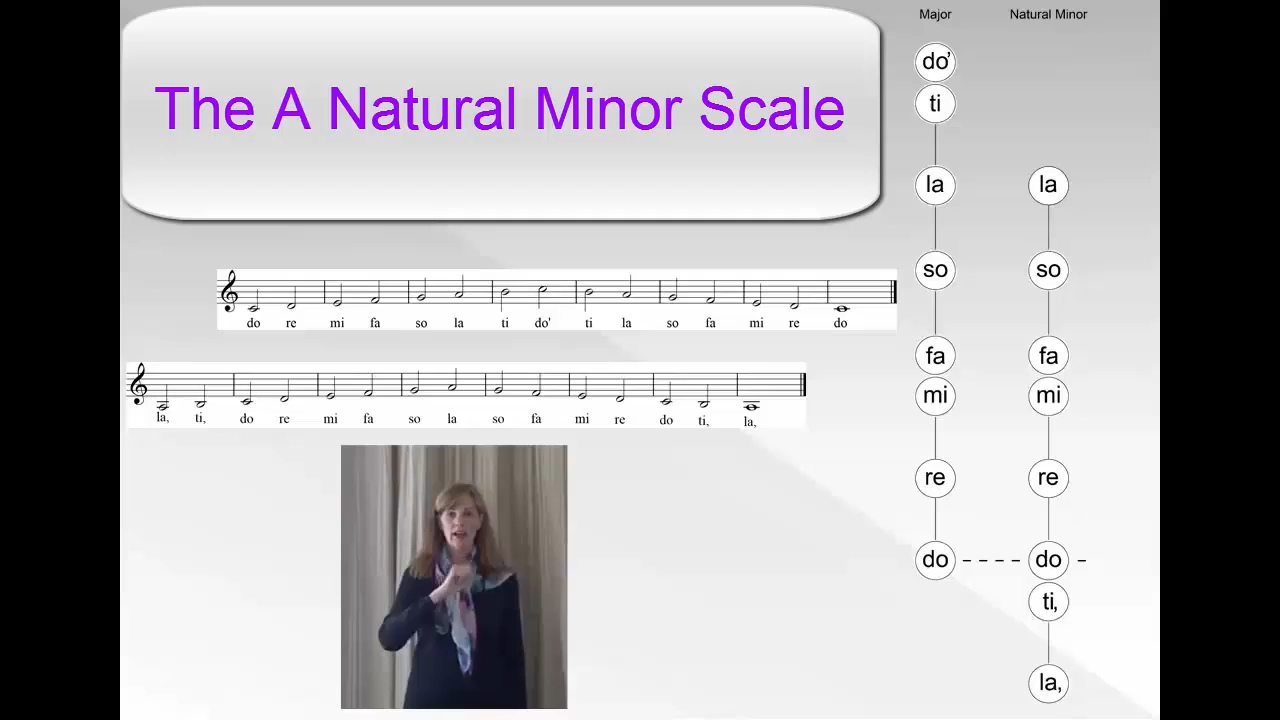 The A Natural Minor Scale
do re mi fa so la ti do' ti la so fa mi re do
la, ti, do re mi fa so la so fa mi re do ti, la,
Major Natural Minor
do'
ti
la la
so so
fa fa
mi mi
re re
do do
ti,
la,